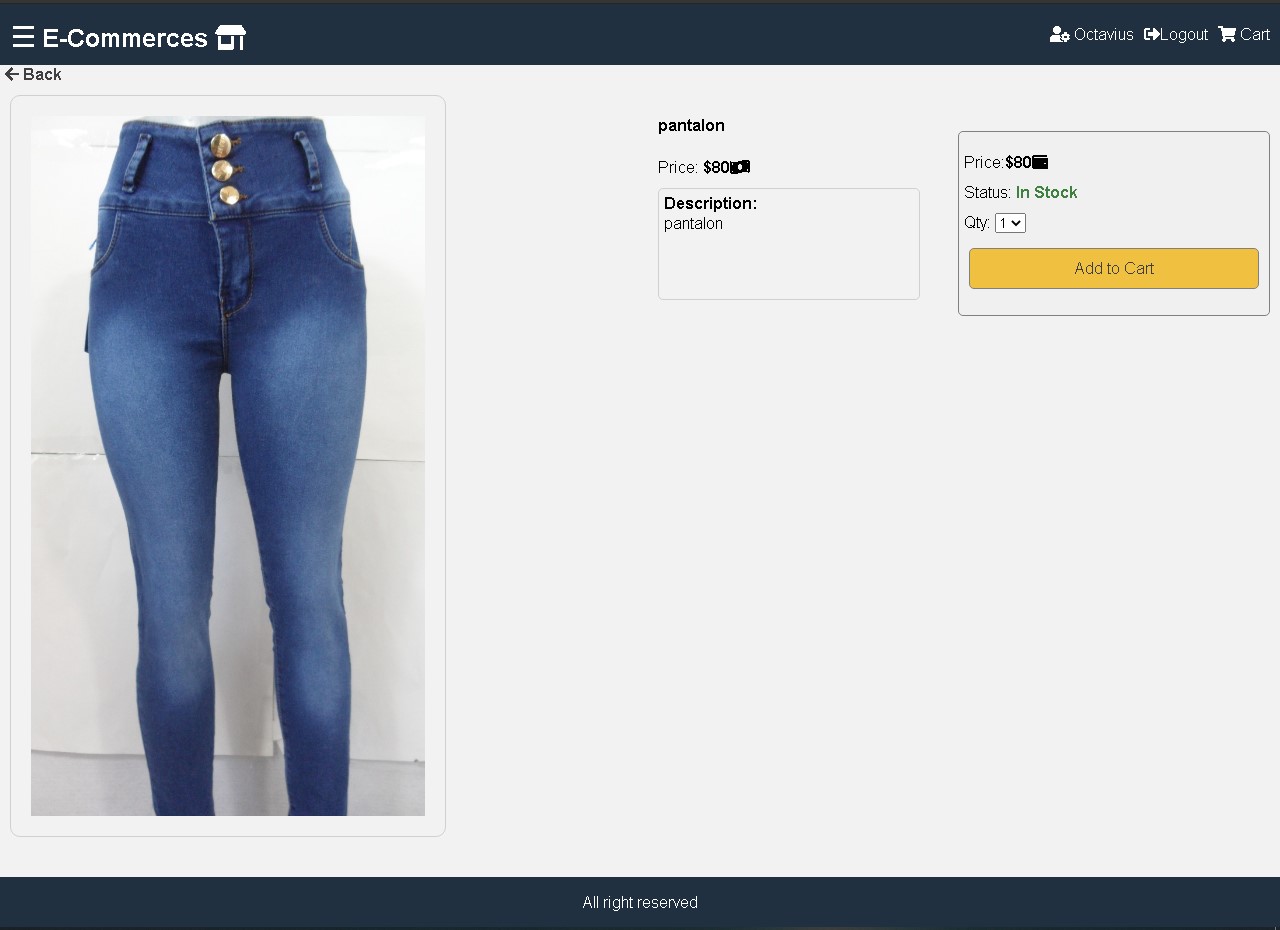 ☰ E-Commerces
Octavius Logout Cart
Back
pantalon
Price: $80
Description:
pantalon
Price:$80
Status: In Stock
Qty: 1
Add to Cart
All right reserved